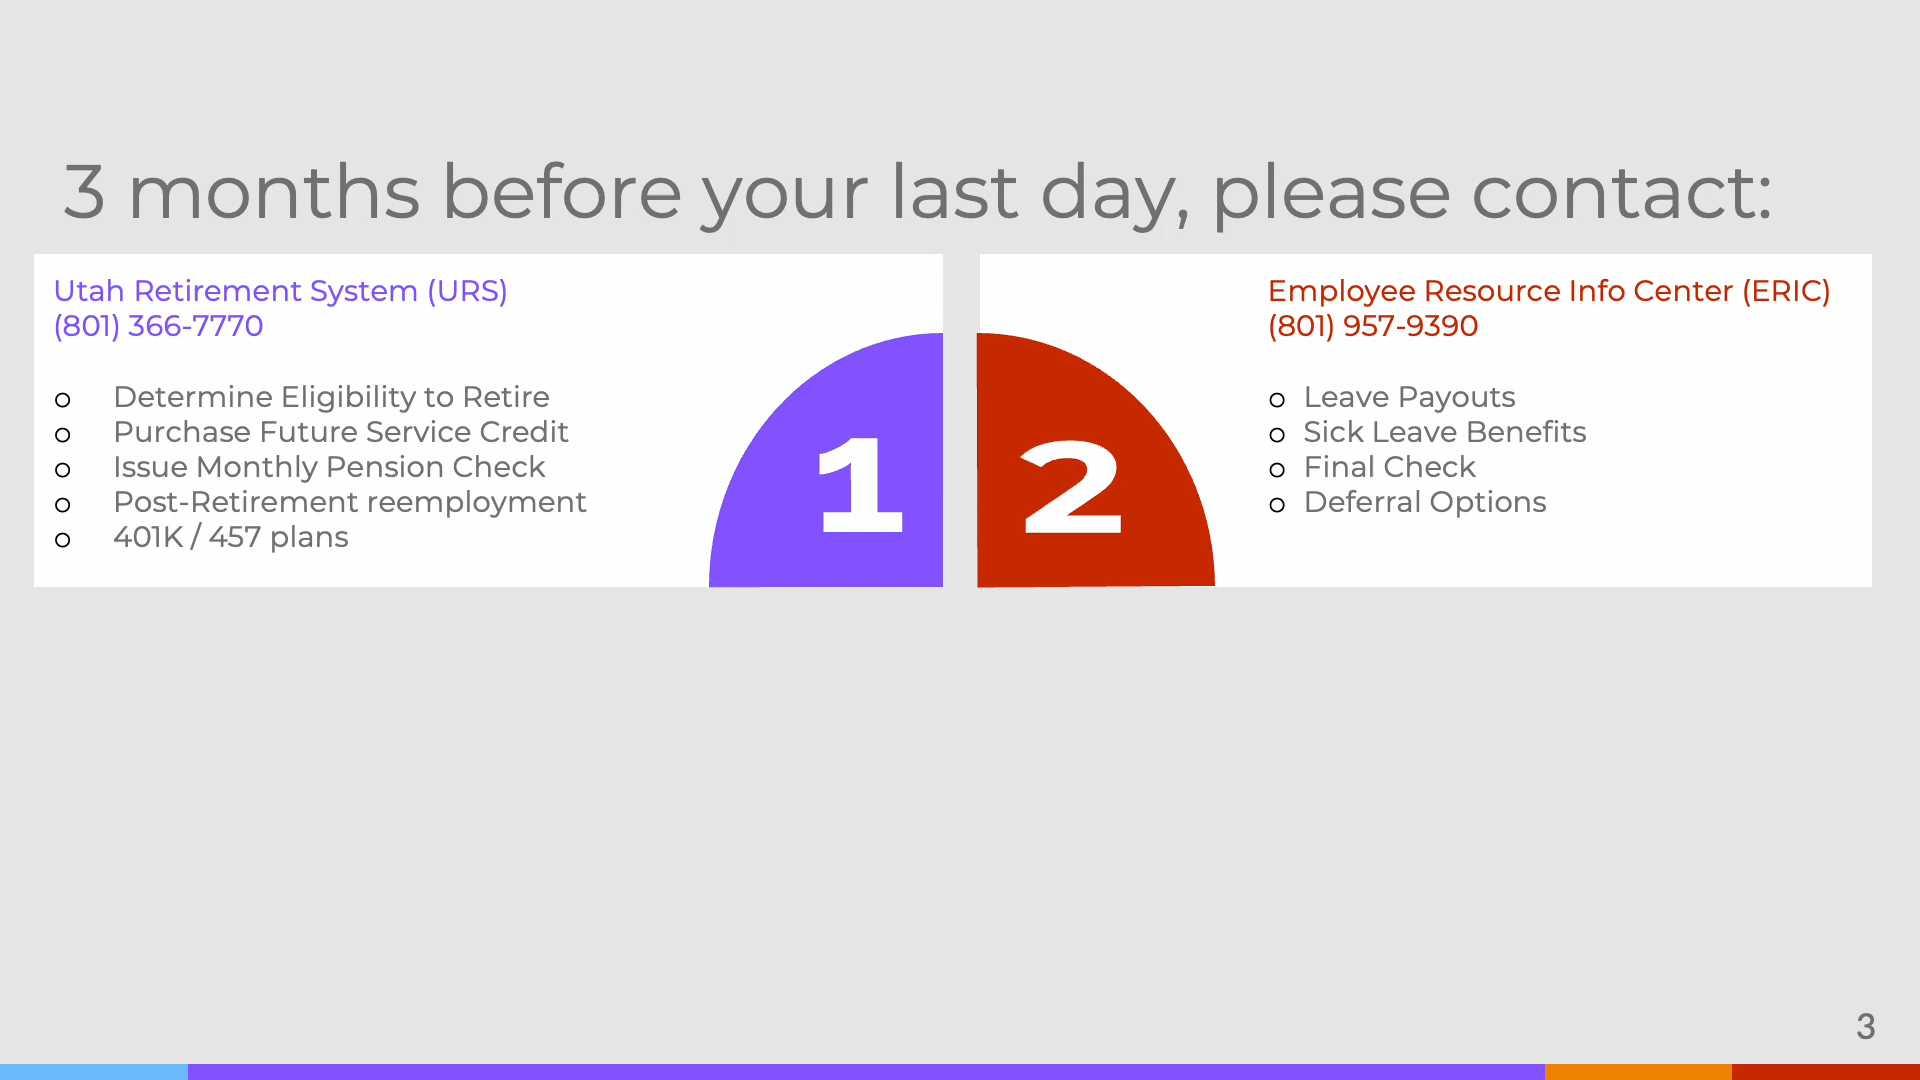 3 months before your last day, please contact:
Utah Retirement System (URS)
(801) 366-7770
o Determine Eligibility to Retire
o Purchase Future Service Credit
o Issue Monthly Pension Check
o Post-Retirement reemployment
o 401K / 457 plans
1
2
Employee Resource Info Center (ERIC)
(801) 957-9390
o Leave Payouts
o Sick Leave Benefits
o Final Check
o Deferral Options
3